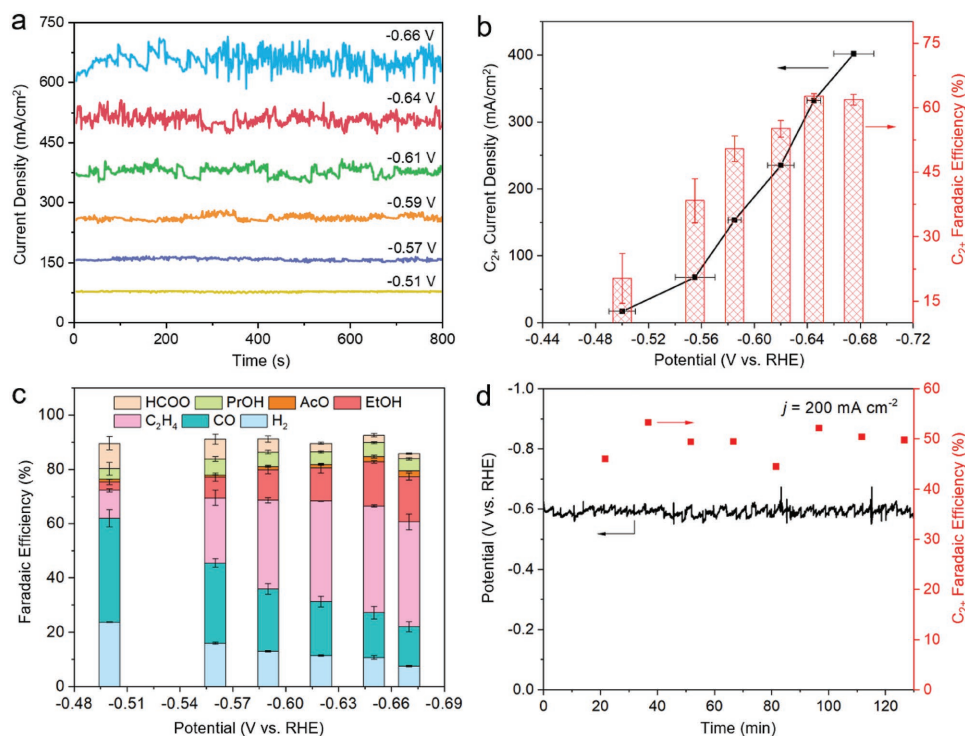 a
750
600
450
300
150
0
Current Density (mA/cm²)
-0.66 V
-0.64 V
-0.61 V
-0.59 V
-0.57 V
-0.51 V
0 200 400 600 800
Time (s)
b
400
300
200
100
0
C₂₊ Current Density (mA/cm²)
75
60
45
30
15
C₂₊ Faradaic Efficiency (%)
-0.44 -0.48 -0.52 -0.56 -0.60 -0.64 -0.68 -0.72
Potential (V vs. RHE)
c
HCOO PrOH AcO EtOH
C₂H₄ CO H₂
100
80
60
40
20
0
Faradaic Efficiency (%)
-0.48 -0.51 -0.54 -0.57 -0.60 -0.63 -0.66 -0.69
Potential (V vs. RHE)
d
j = 200 mA cm⁻²
-1.0
-0.8
-0.6
-0.4
-0.2
0.0
Potential (V vs. RHE)
60
50
40
30
20
10
0
C₂₊ Faradaic Efficiency (%)
0 20 40 60 80 100 120
Time (min)